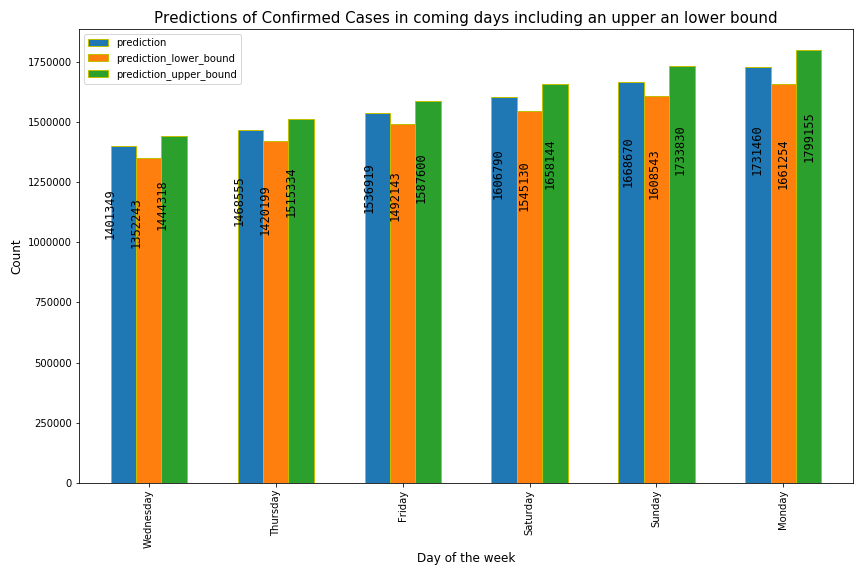 Predictions of Confirmed Cases in coming days including an upper an lower bound
prediction
prediction_lower_bound
prediction_upper_bound
Count
1750000
1500000
1250000
1000000
750000
500000
250000
0
1401349
1352243
1444318
1468555
1420199
1515334
1536919
1492143
1587600
1606790
1545130
1658144
1668670
1608543
1733830
1731460
1661254
1799155
Wednesday
Thursday
Friday
Saturday
Sunday
Monday
Day of the week